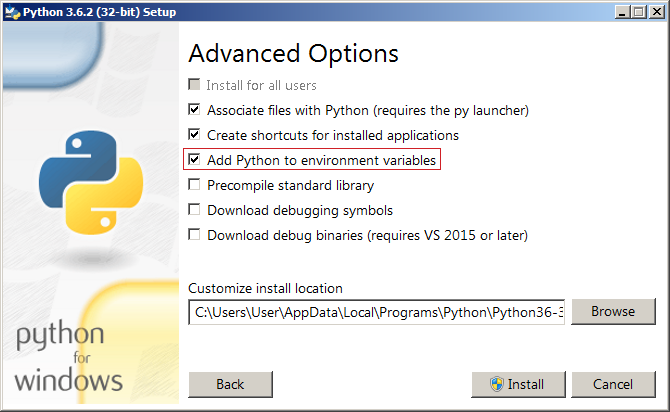 Python 3.6.2 (32-bit) Setup
Advanced Options
Install for all users
Associate files with Python (requires the py launcher)
Create shortcuts for installed applications
Add Python to environment variables
Precompile standard library
Download debugging symbols
Download debug binaries (requires VS 2015 or later)
Customize install location
C:\Users\User\AppData\Local\Programs\Python\Python36-3
Browse
python
for
windows
Back
Install
Cancel